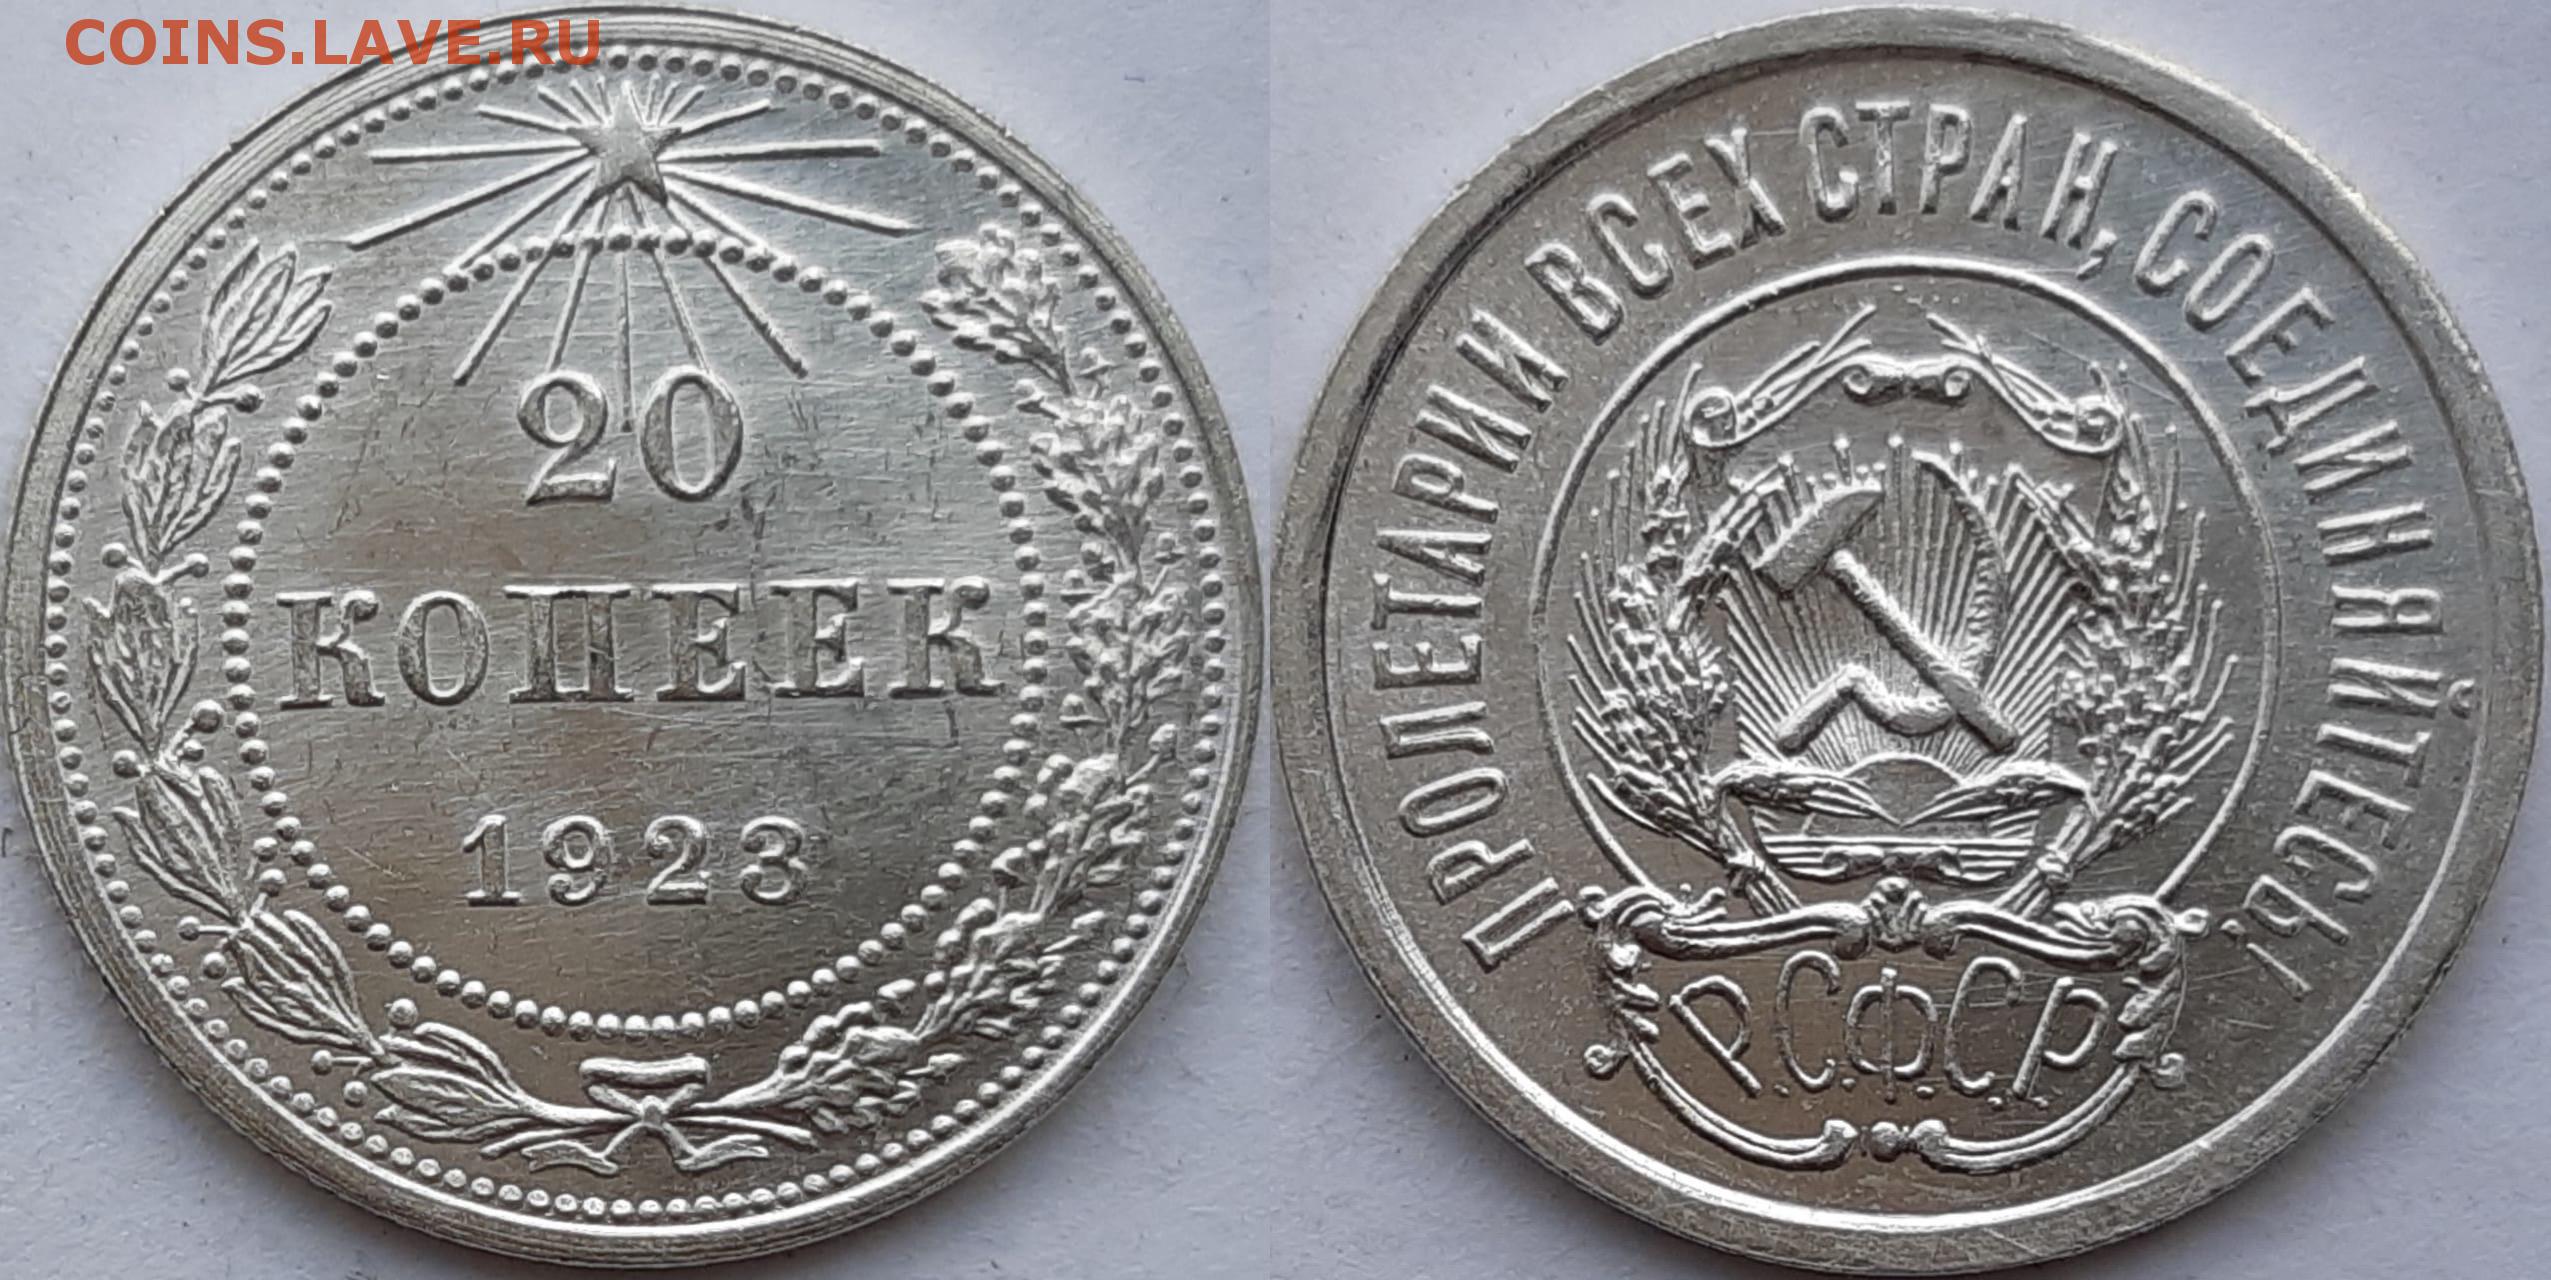 COINS.LAVE.RU
20
КОПЕЕК
1923
ПРОЛЕТАРИИ ВСЕХ СТРАН, СОЕДИНЯЙТЕСЬ!
Р.С.Ф.С.Р.